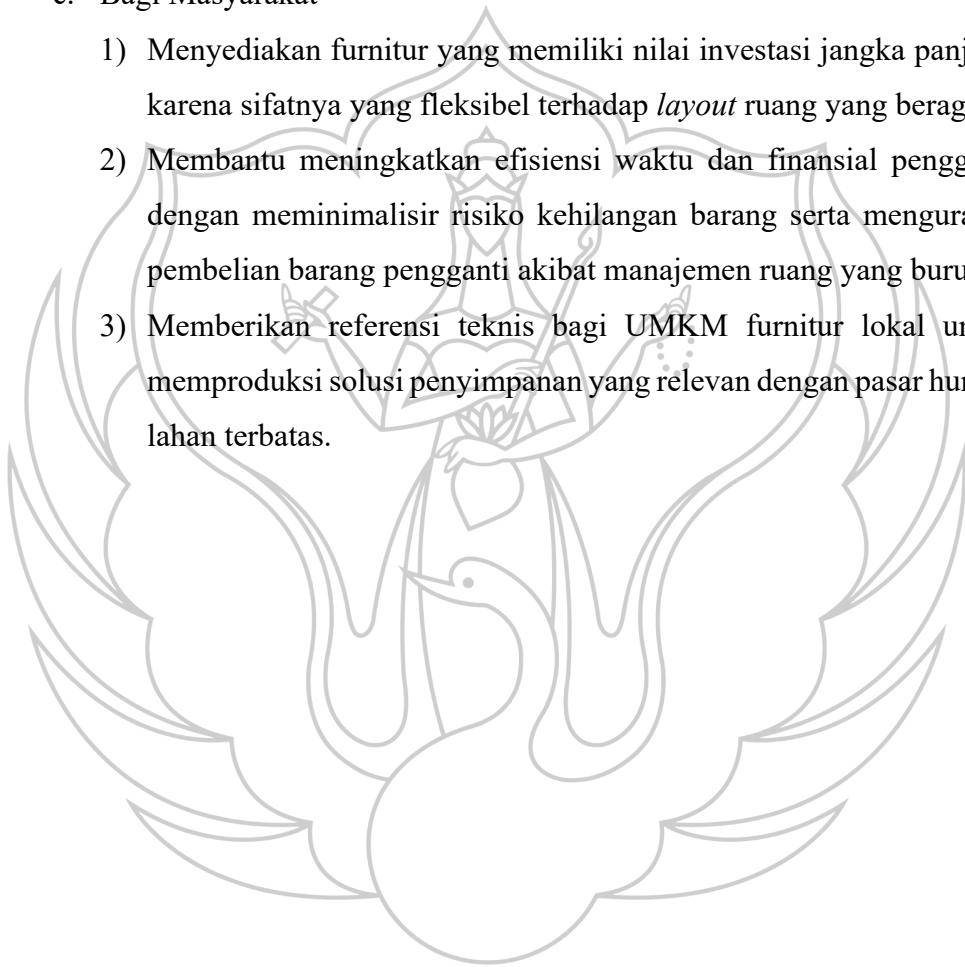 Bagi Masyarakat
1) Menyediakan furnitur yang memiliki nilai investasi jangka panj
karena sifatnya yang fleksibel terhadap layout ruang yang berag
2) Membantu meningkatkan efisiensi waktu dan finansial pengg
dengan meminimalisir risiko kehilangan barang serta mengura
pembelian barang pengganti akibat manajemen ruang yang buru
3) Memberikan referensi teknis bagi UMKM furnitur lokal
memproduksi solusi penyimpanan yang relevan dengan pasar
lahan terbatas.